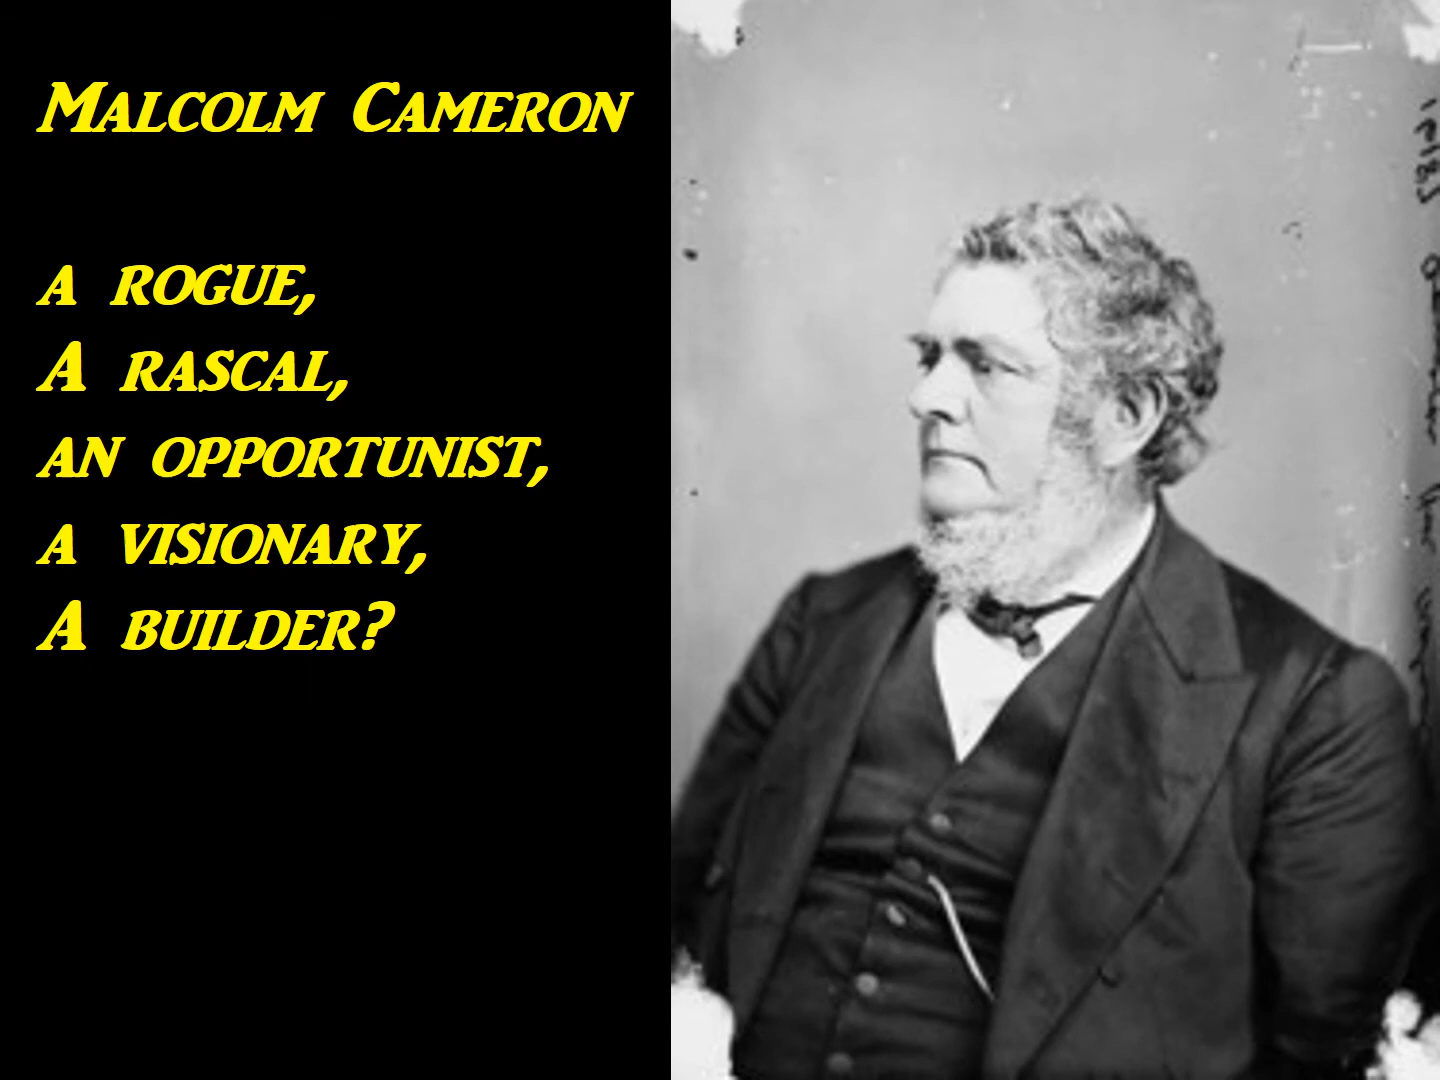 Malcolm Cameron
a rogue,
A rascal,
an opportunist,
a visionary,
A builder?